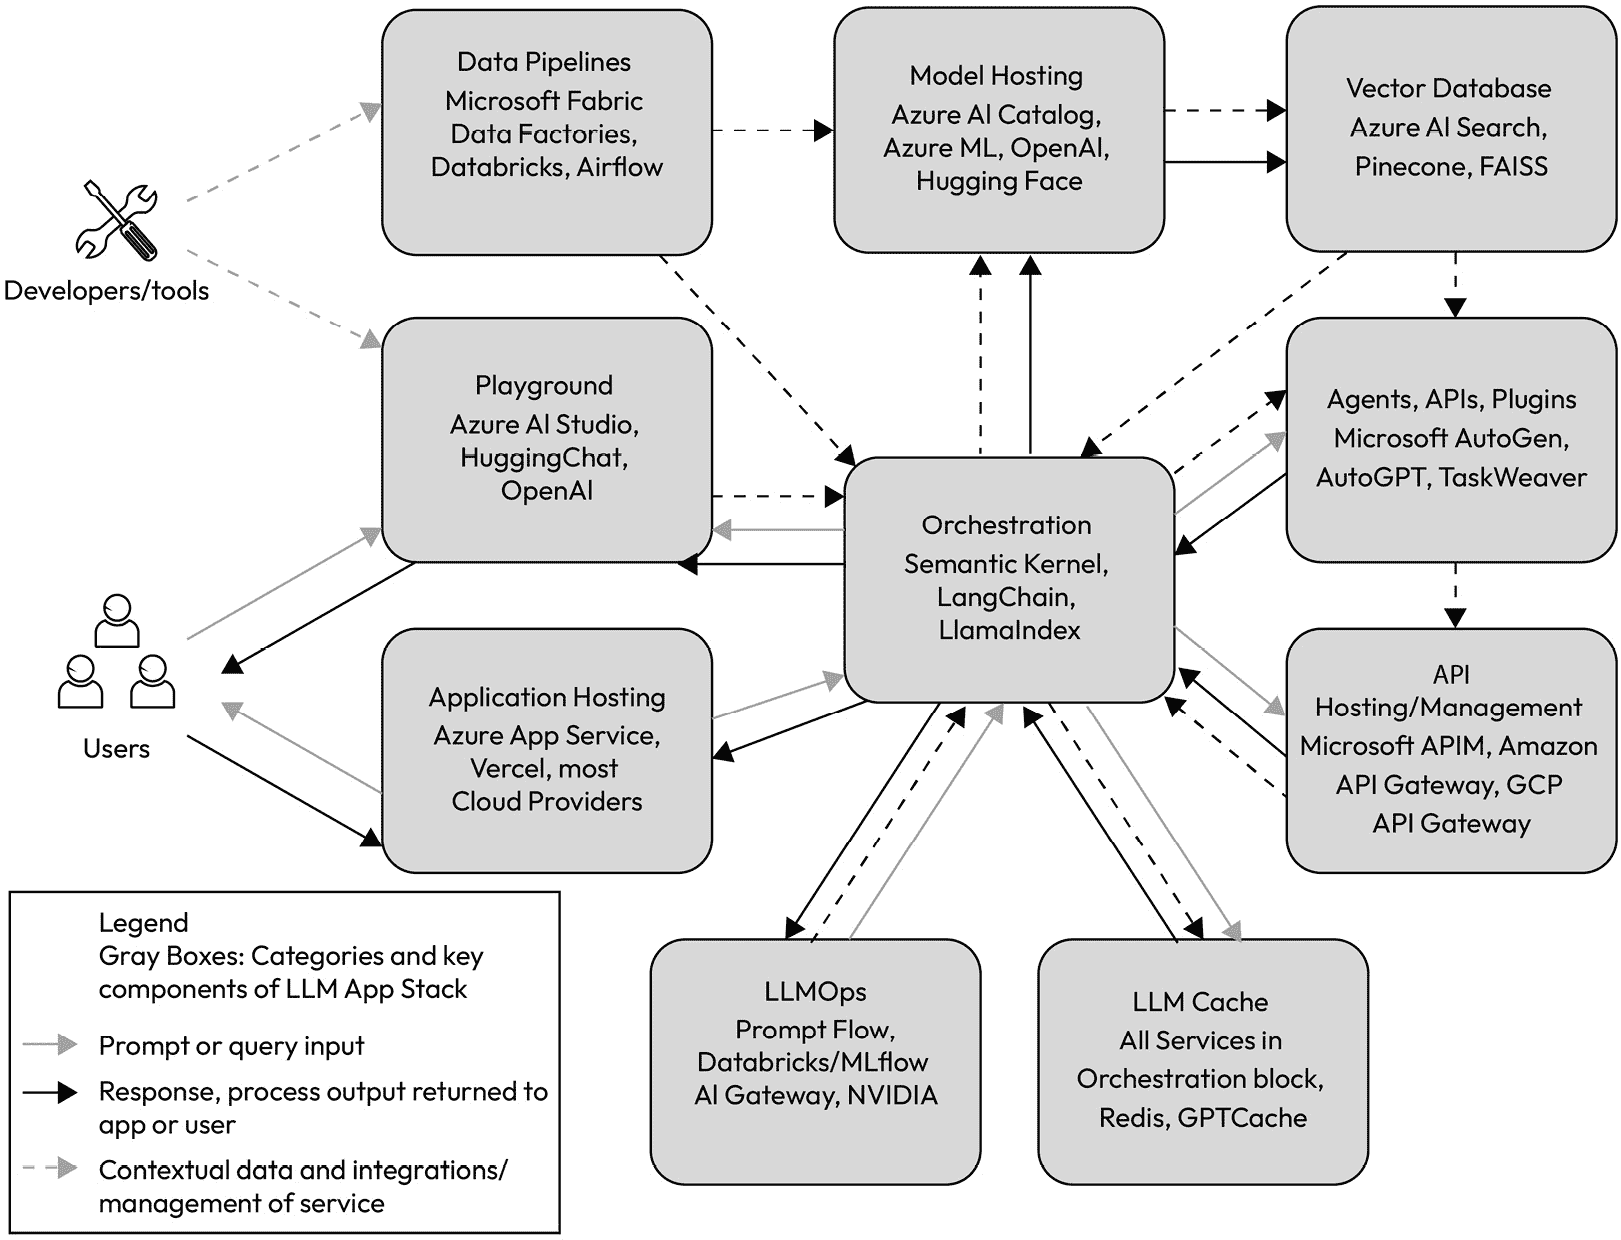 Data Pipelines
Microsoft Fabric
Data Factories,
Databricks, Airflow
Model Hosting
Azure AI Catalog,
Azure ML, OpenAI,
Hugging Face
Vector Database
Azure AI Search,
Pinecone, FAISS
Developers/tools
Playground
Azure AI Studio,
HuggingChat,
OpenAI
Agents, APIs, Plugins
Microsoft AutoGen,
AutoGPT, TaskWeaver
Orchestration
Semantic Kernel,
LangChain,
LlamaIndex
Users
Application Hosting
Azure App Service,
Vercel, most
Cloud Providers
API
Hosting/Management
Microsoft APIM, Amazon
API Gateway, GCP
API Gateway
Legend
Gray Boxes: Categories and key
components of LLM App Stack
Prompt or query input
Response, process output returned to
app or user
Contextual data and integrations/
management of service
LLMOps
Prompt Flow,
Databricks/MLflow
AI Gateway, NVIDIA
LLM Cache
All Services in
Orchestration block,
Redis, GPTCache